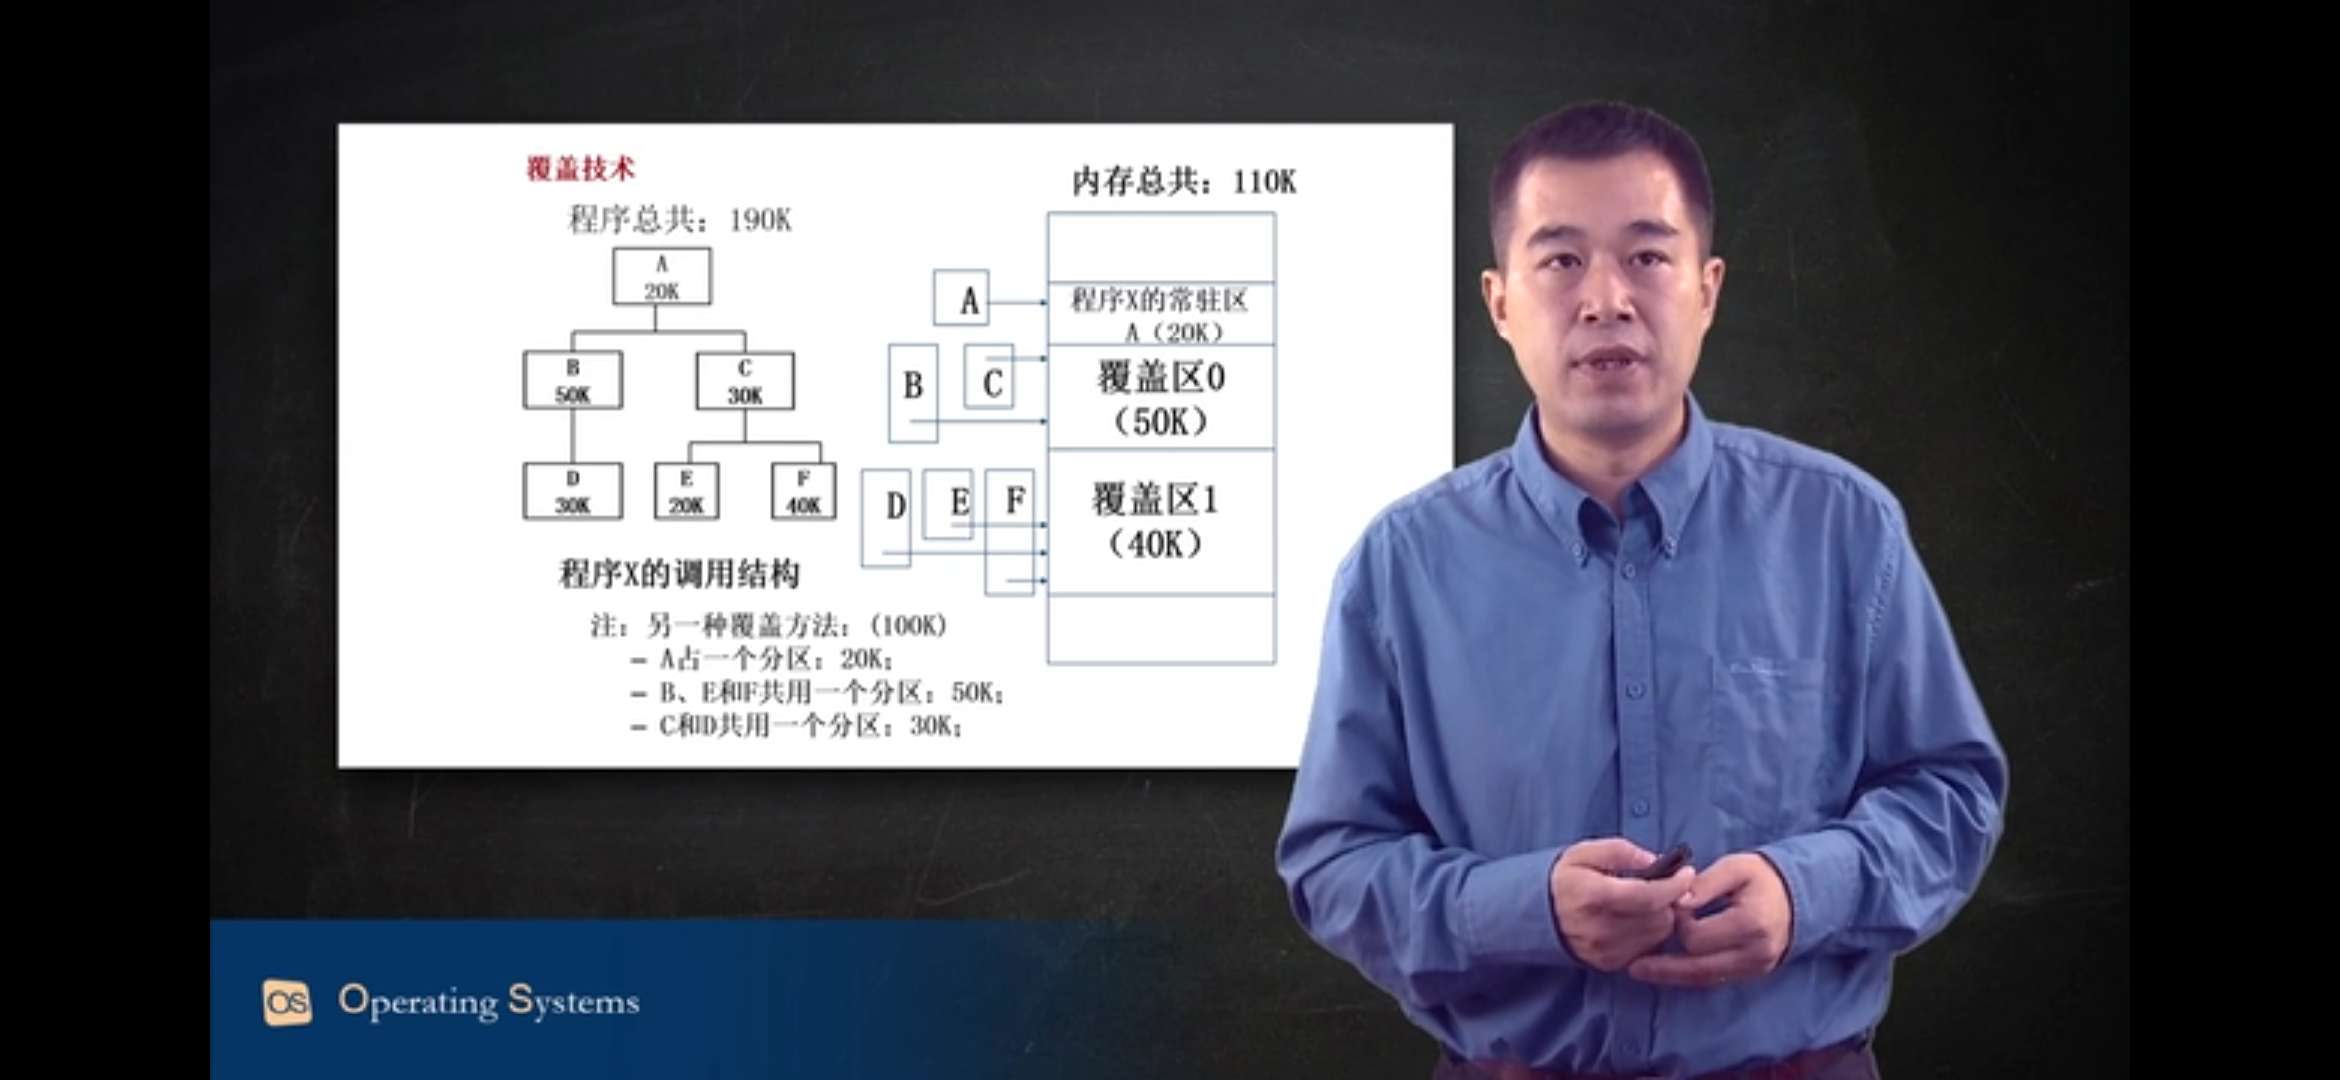 覆盖技术
程序总共：190K
A
20K
B
50K
C
30K
D
30K
E
20K
F
40K
程序X的调用结构
内存总共：110K
A
程序X的常驻区
A（20K）
B
C
覆盖区0
（50K）
D
E
F
覆盖区1
（40K）
注：另一种覆盖方法：(100K)
– A占一个分区：20K；
– B、E和F共用一个分区：50K；
– C和D共用一个分区：30K；
OS
Operating Systems